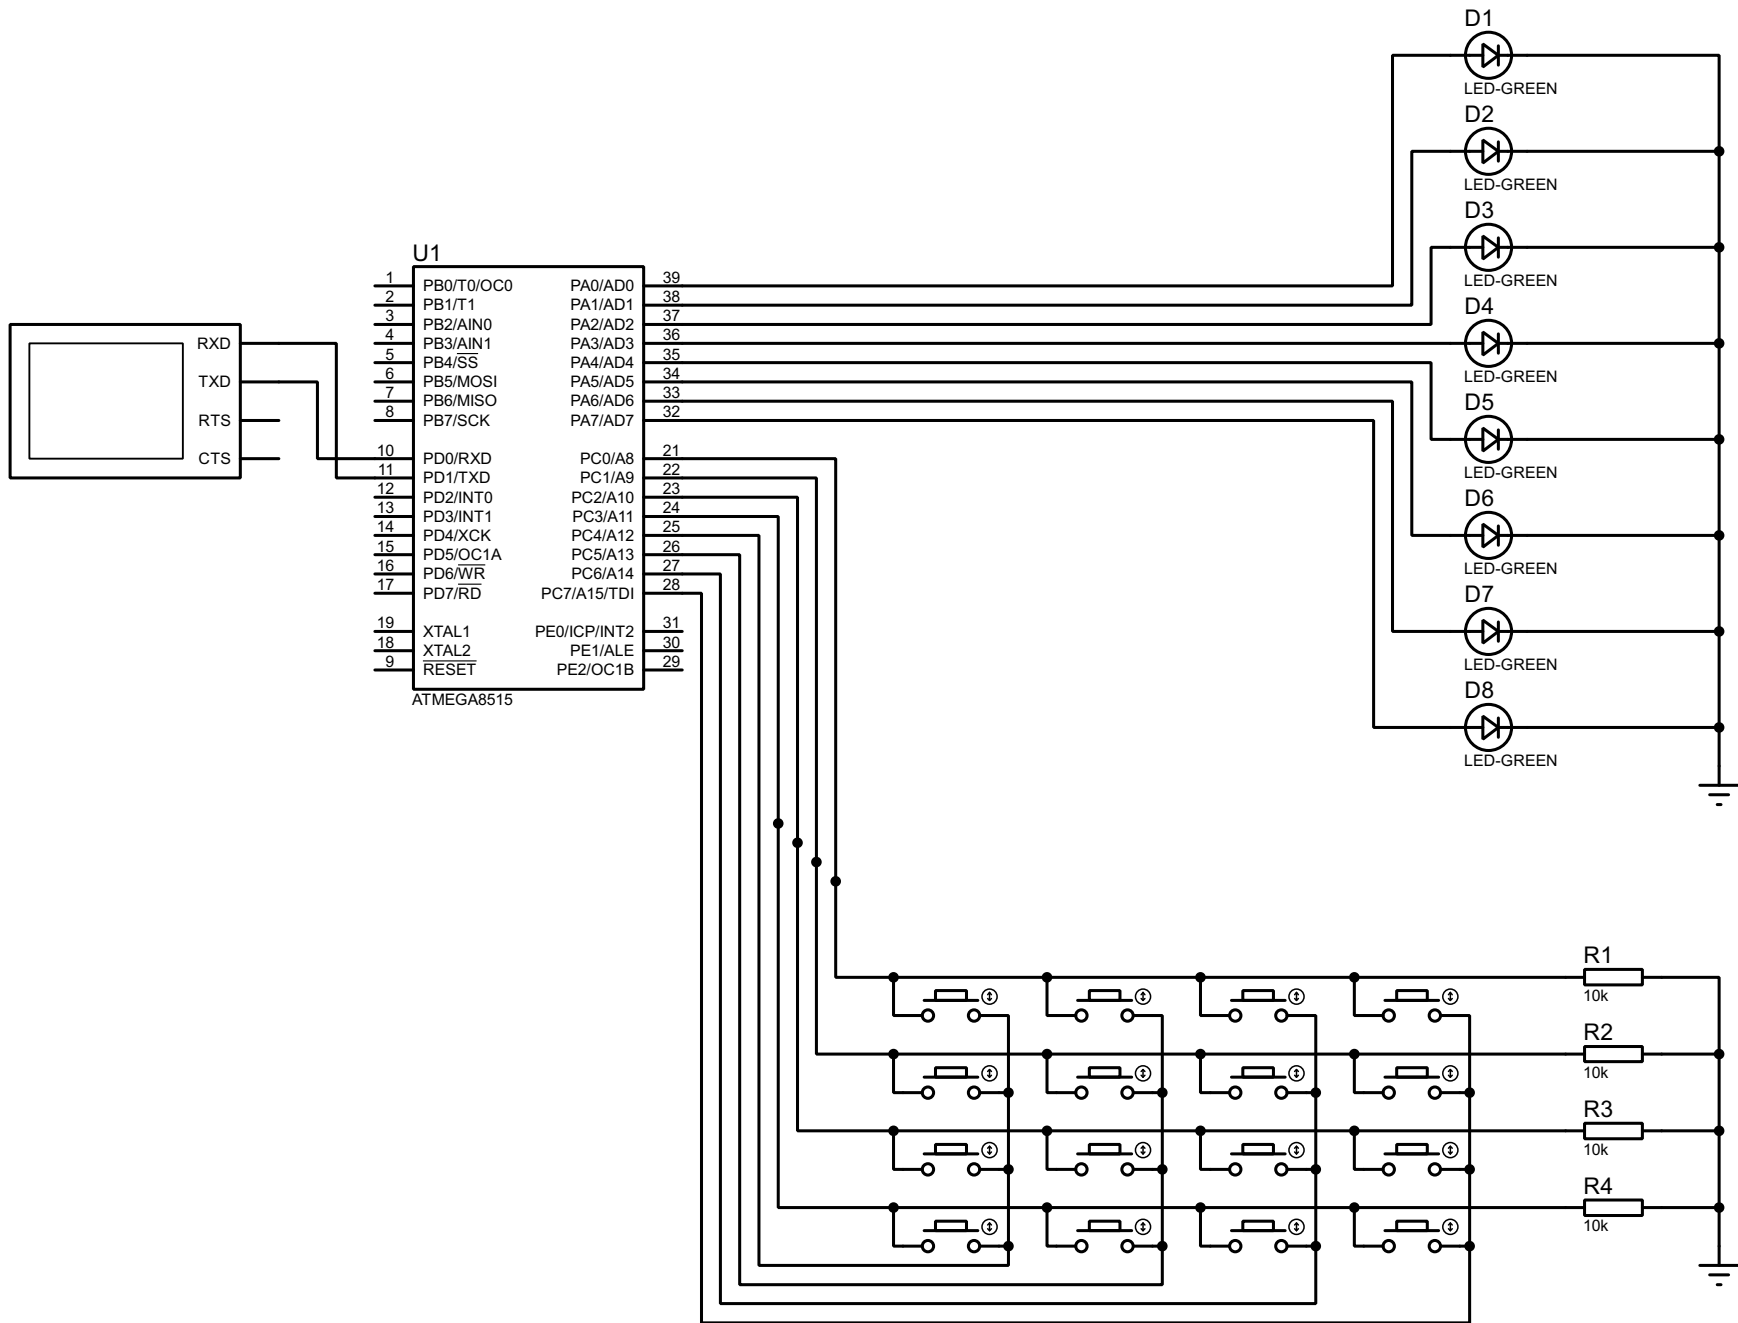 D1
LED-GREEN
D2
LED-GREEN
D3
LED-GREEN
D4
LED-GREEN
D5
LED-GREEN
D6
LED-GREEN
D7
LED-GREEN
D8
LED-GREEN
RXD
TXD
RTS
CTS
U1
1 PB0/T0/OC0 PA0/AD0 39
2 PB1/T1 PA1/AD1 38
3 PB2/AIN0 PA2/AD2 37
4 PB3/AIN1 PA3/AD3 36
5 PB4/SS PA4/AD4 35
6 PB5/MOSI PA5/AD5 34
7 PB6/MISO PA6/AD6 33
8 PB7/SCK PA7/AD7 32
10 PD0/RXD PC0/A8 21
11 PD1/TXD PC1/A9 22
12 PD2/INT0 PC2/A10 23
13 PD3/INT1 PC3/A11 24
14 PD4/XCK PC4/A12 25
15 PD5/OC1A PC5/A13 26
16 PD6/WR PC6/A14 27
17 PD7/RD PC7/A15/TDI 28
19 XTAL1 PE0/ICP/INT2 31
18 XTAL2 PE1/ALE 30
9 RESET PE2/OC1B 29
ATMEGA8515
R1
10k
R2
10k
R3
10k
R4
10k